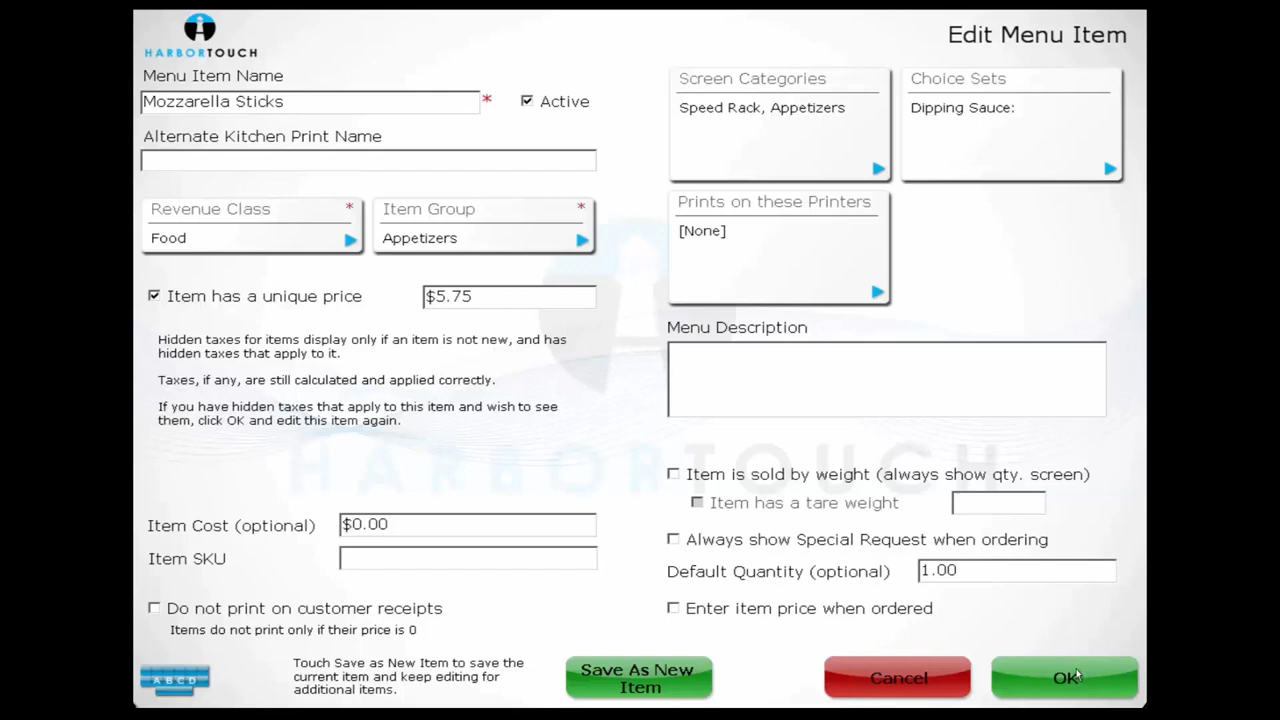 HARBORTOUCH
Edit Menu Item
Menu Item Name
Mozzarella Sticks
*
Active
Alternate Kitchen Print Name
Revenue Class *
Food
Item Group *
Appetizers
Item has a unique price
$5.75
Hidden taxes for items display only if an item is not new, and has
hidden taxes that apply to it.
Taxes, if any, are still calculated and applied correctly.
If you have hidden taxes that apply to this item and wish to see
them, click OK and edit this item again.
Item Cost (optional)
$0.00
Item SKU
Do not print on customer receipts
Items do not print only if their price is 0
Screen Categories
Speed Rack, Appetizers
Choice Sets
Dipping Sauce:
Prints on these Printers
[None]
Menu Description
HARBORTOUCH
Item is sold by weight (always show qty. screen)
Item has a tare weight
Always show Special Request when ordering
Default Quantity (optional)
1.00
Enter item price when ordered
ABCD
Touch Save as New Item to save the
current item and keep editing for
additional items.
Save As New
Item
Cancel
OK